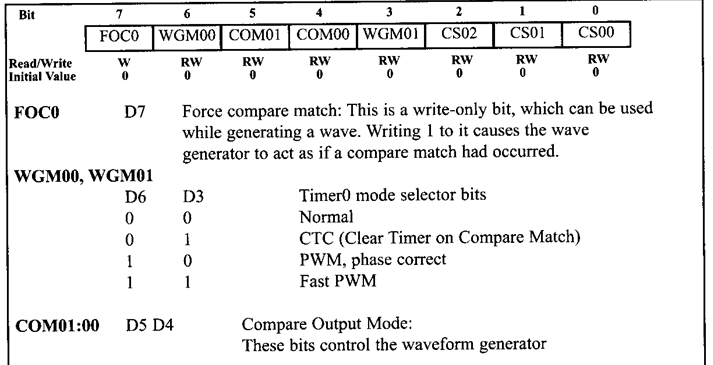 Bit 7 6 5 4 3 2 1 0
FOC0 WGM00 COM01 COM00 WGM01 CS02 CS01 CS00
Read/Write W RW RW RW RW RW RW RW
Initial Value 0 0 0 0 0 0 0 0
FOC0 D7 Force compare match: This is a write-only bit, which can be used
while generating a wave. Writing 1 to it causes the wave
generator to act as if a compare match had occurred.
WGM00, WGM01
D6 D3 Timer0 mode selector bits
0 0 Normal
0 1 CTC (Clear Timer on Compare Match)
1 0 PWM, phase correct
1 1 Fast PWM
COM01:00 D5 D4 Compare Output Mode:
These bits control the waveform generator